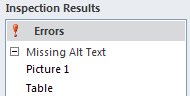 Inspection Results
Errors
Missing Alt Text
Picture 1
Table